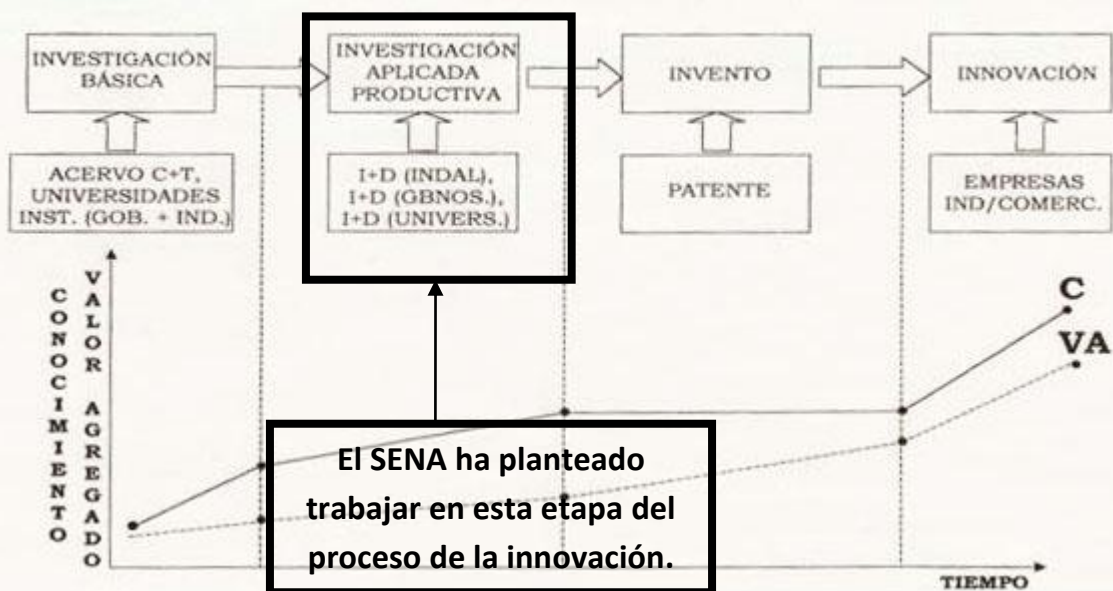 INVESTIGACIÓN
BÁSICA
INVESTIGACIÓN
APLICADA
PRODUCTIVA
INVENTO
INNOVACIÓN
ACERVO C+T,
UNIVERSIDADES
INST. (GOB. + IND.)
I+D (INDAL),
I+D (GBNOS.),
I+D (UNIVERS.)
PATENTE
EMPRESAS
IND/COMERC.
CONOCIMIENTO
VALOR AGREGADO
C
VA
El SENA ha planteado
trabajar en esta etapa del
proceso de la innovación.
TIEMPO